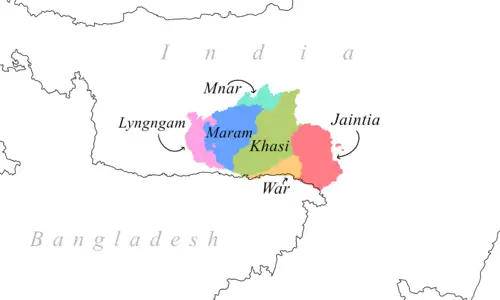 I n d i a
Mnar
Lyngngam
Maram
Khasi
Jaintia
War
B a n g l a d e s h